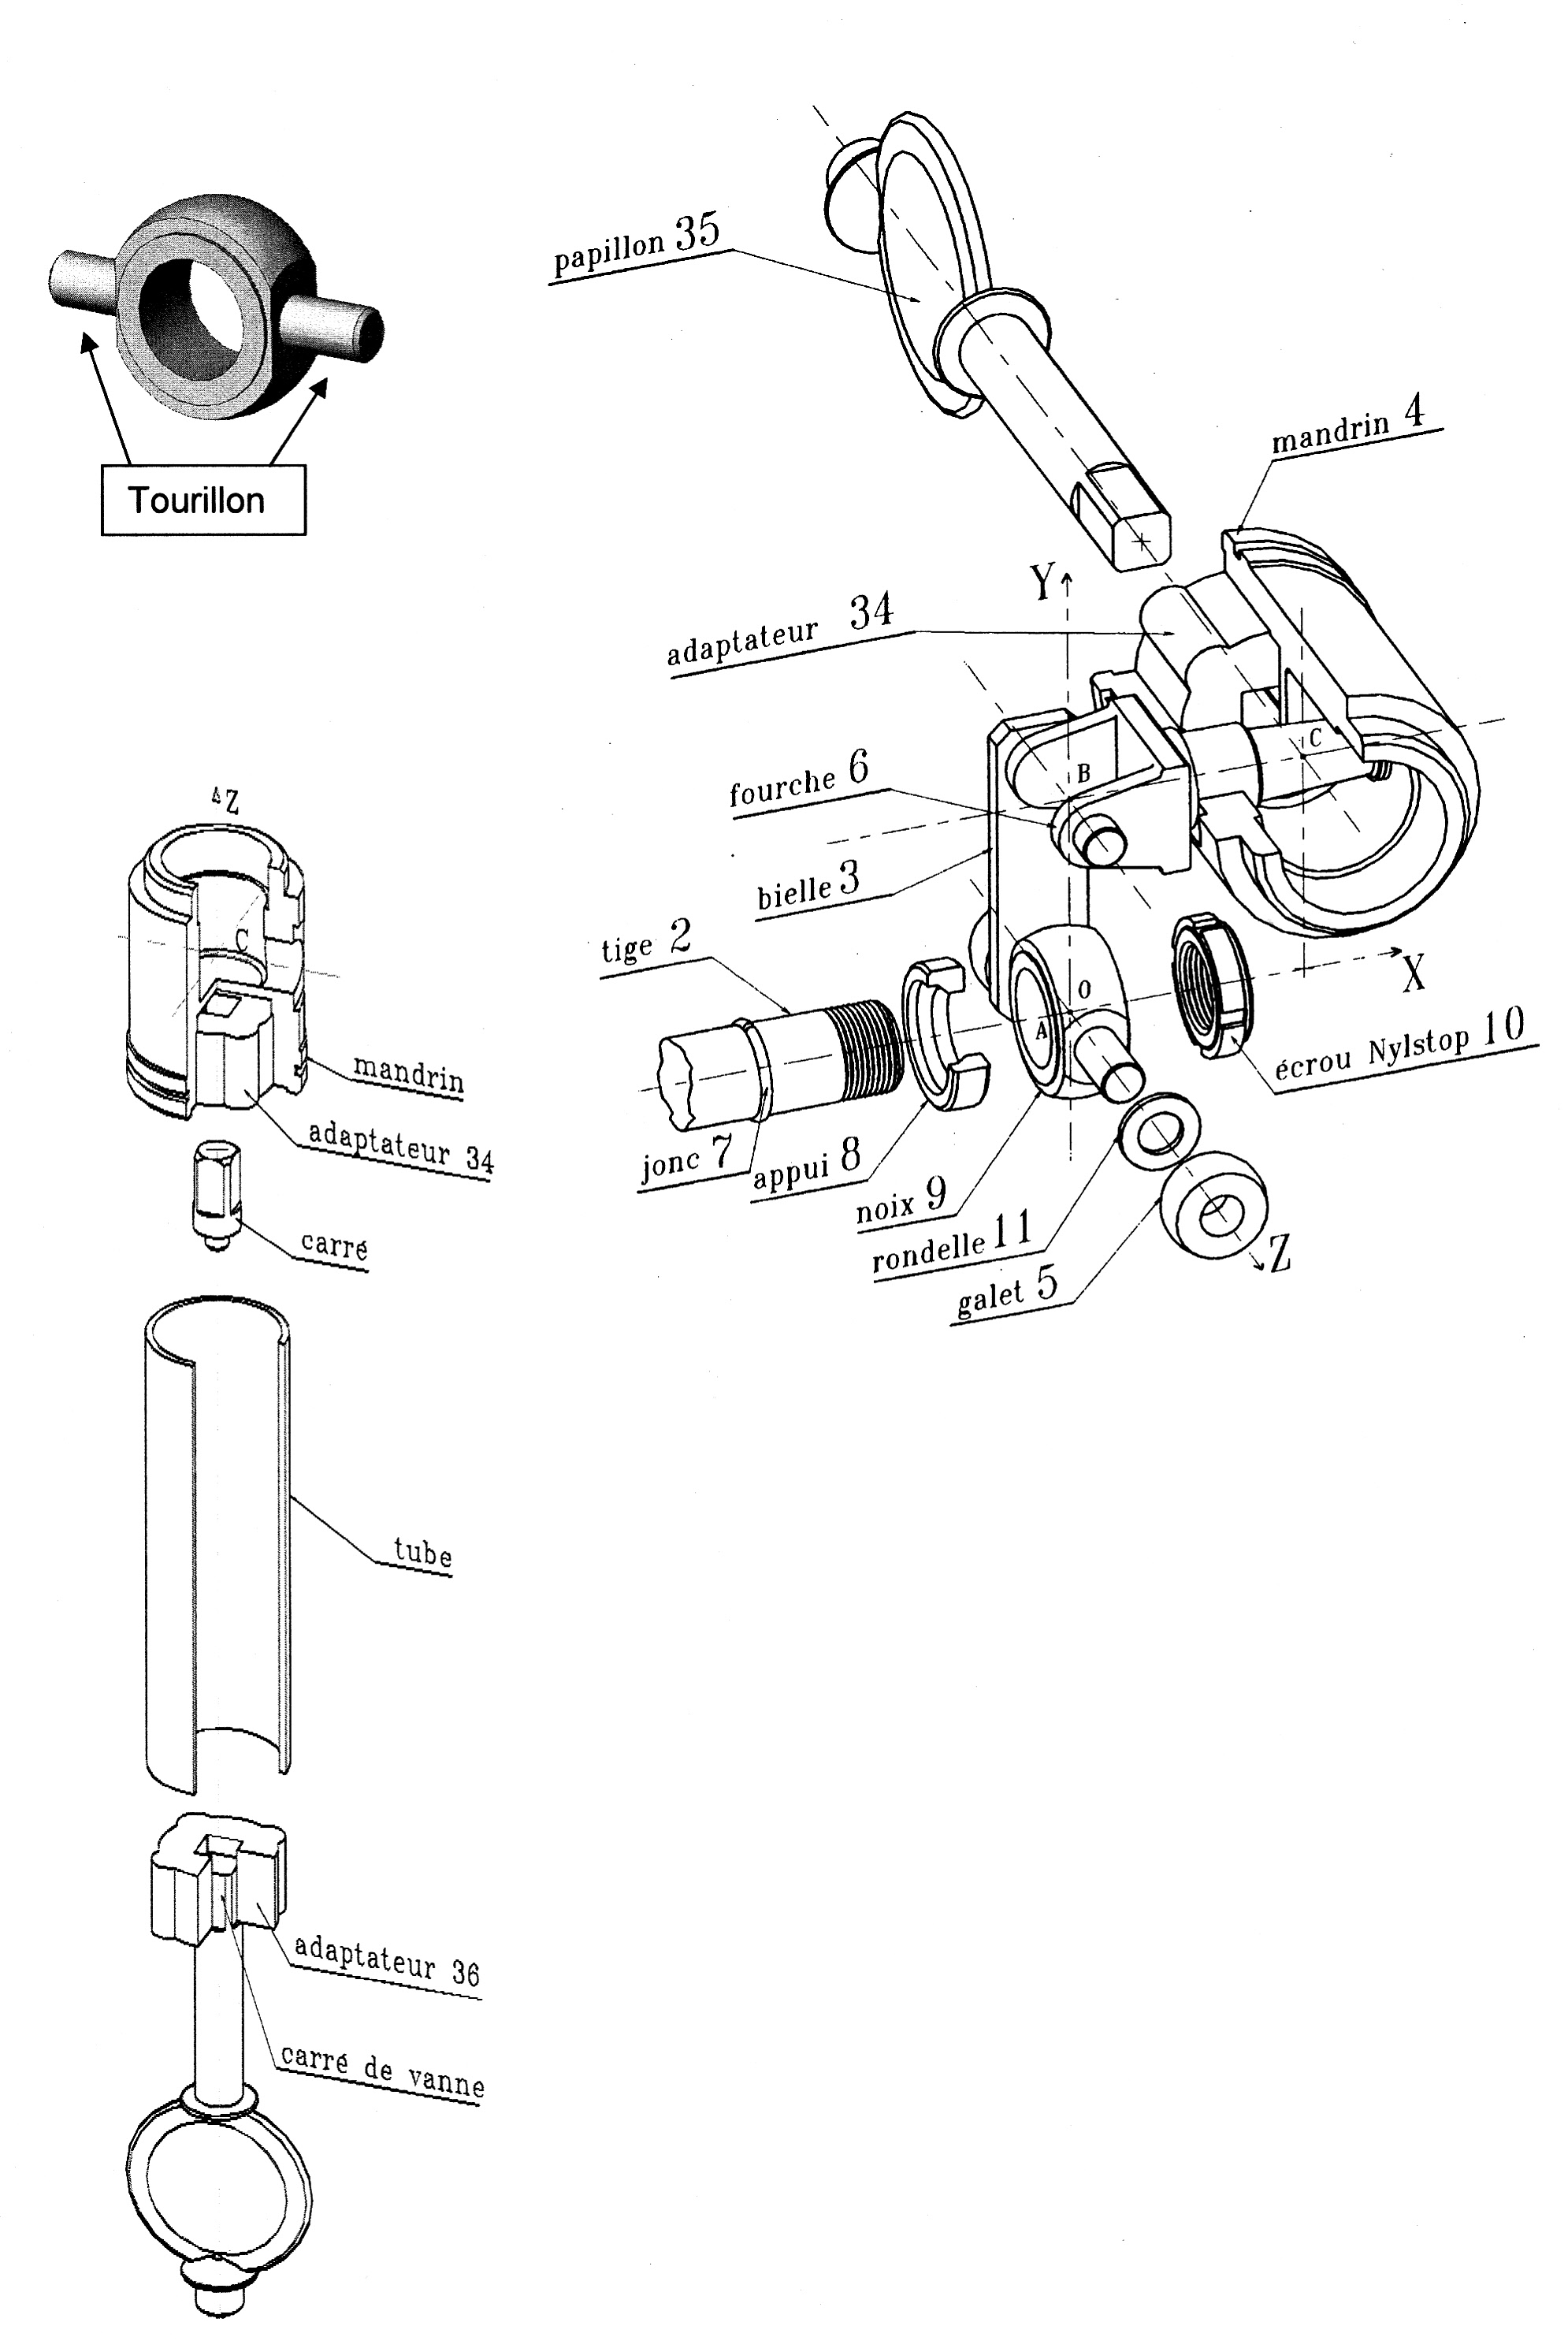 papillon 35
mandrin 4
Tourillon
Y
adaptateur 34
C
B
fourche 6
bielle 3
tige 2
X
O
A
écrou Nylstop 10
jonc 7
appui 8
noix 9
rondelle 11
galet 5
Z
Z
C
mandrin
adaptateur 34
carré
tube
adaptateur 36
carré de vanne